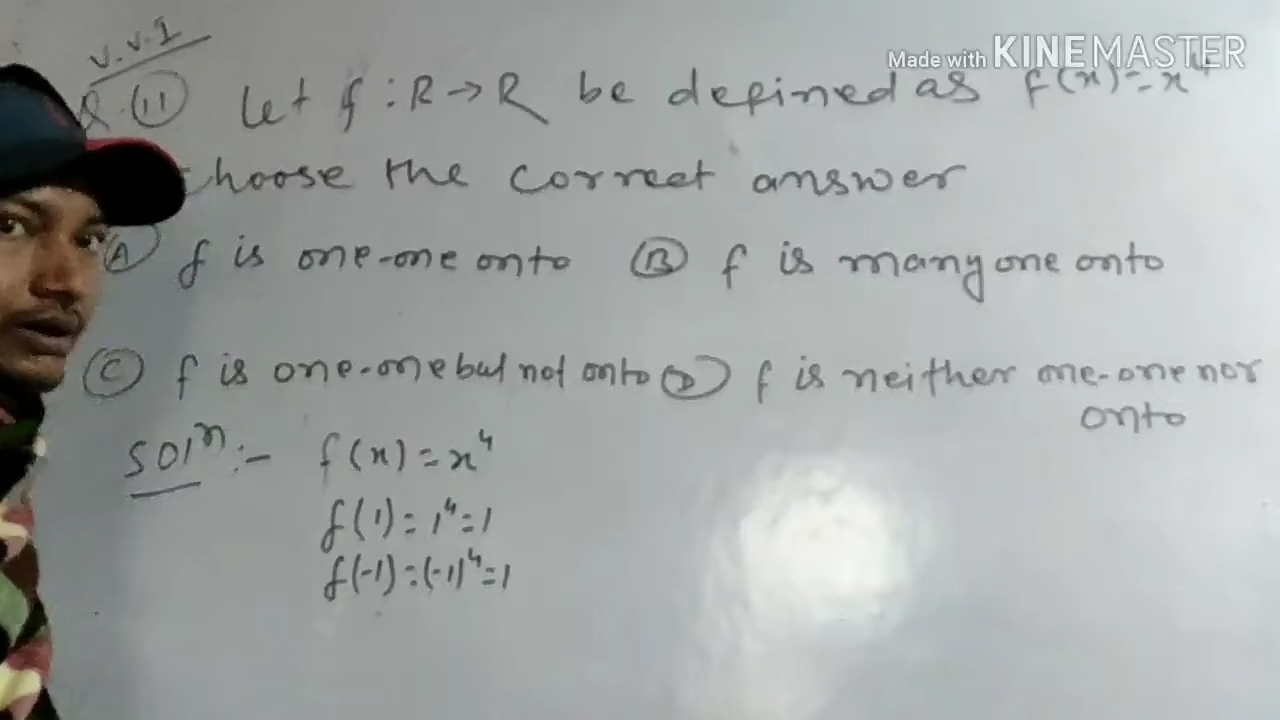 Made with KINEMASTER
V.V.I
Q.(11) Let f : R → R be defined as f(x) = x⁴
choose the correct answer
(A) f is one-one onto (B) f is many one onto
(C) f is one-one but not onto (D) f is neither one-one nor
onto
Solⁿ :- f(x) = x⁴
f(1) = 1⁴ = 1
f(-1) = (-1)⁴ = 1